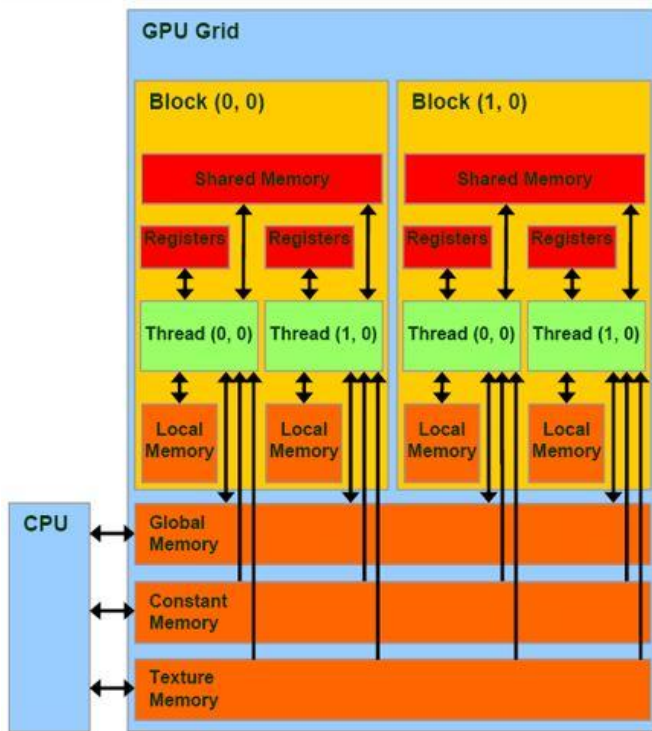 GPU Grid
Block (0, 0)
Block (1, 0)
Shared Memory
Shared Memory
Registers
Registers
Registers
Registers
Thread (0, 0)
Thread (1, 0)
Thread (0, 0)
Thread (1, 0)
Local
Memory
Local
Memory
Local
Memory
Local
Memory
CPU
Global
Memory
Constant
Memory
Texture
Memory